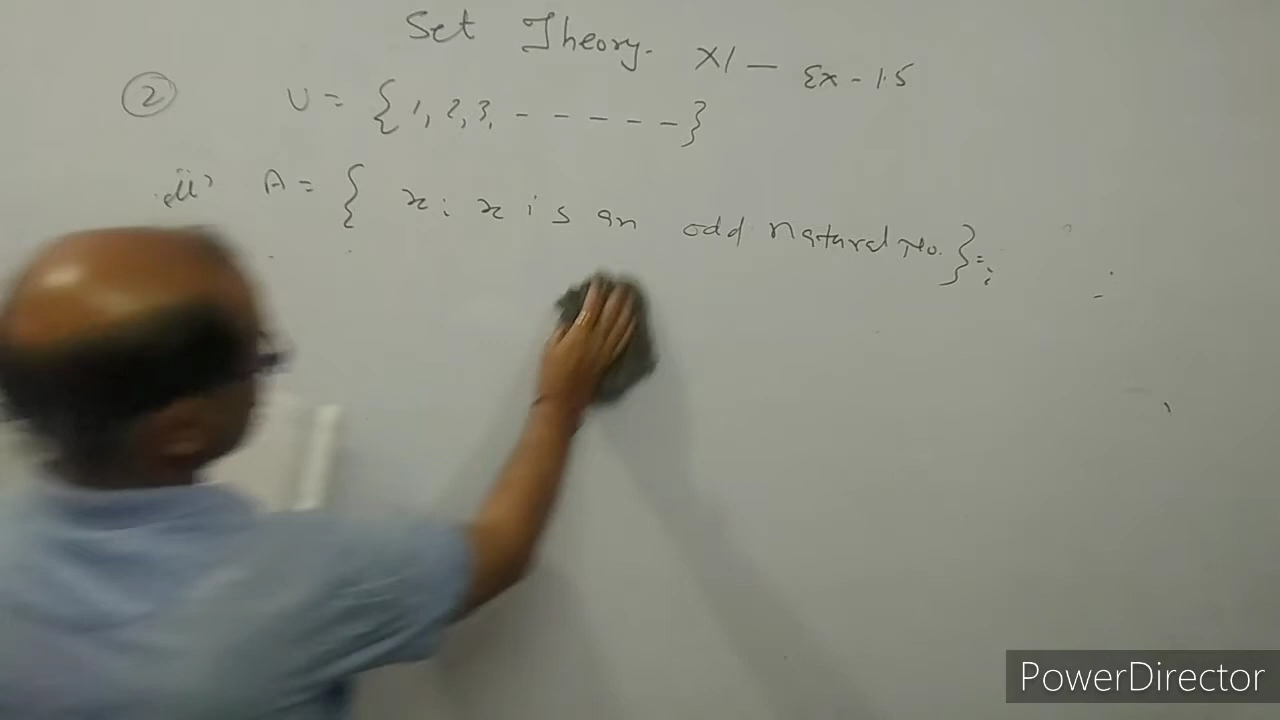 Set Theory. XI - Ex - 1.5
② U = { 1, 2, 3, - - - - - }
ii) A = { x : x is an odd natural No. } = ;
PowerDirector